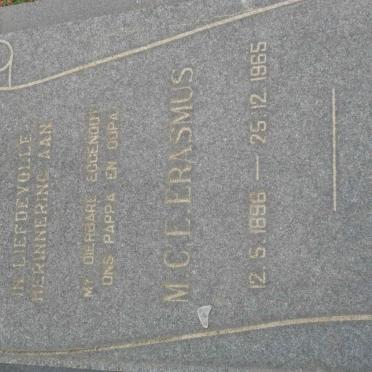 IN LIEFDEVOLLE
HERINNERING AAN
MY DIERBARE EGGENOOT
ONS PAPPA EN OUPA
M.C.E. ERASMUS
12.5.1896 — 25.12.1965